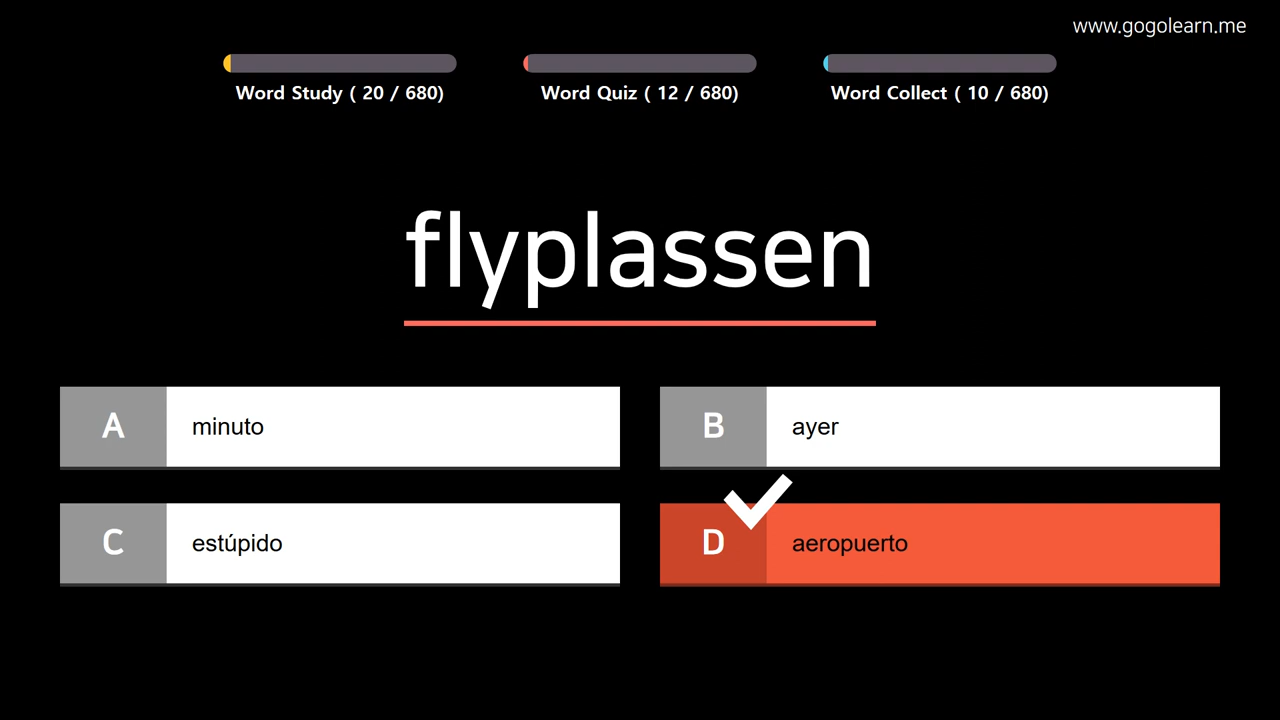 www.gogolearn.me
Word Study ( 20 / 680)
Word Quiz ( 12 / 680)
Word Collect ( 10 / 680)
flyplassen
A minuto
B ayer
C estúpido
D aeropuerto